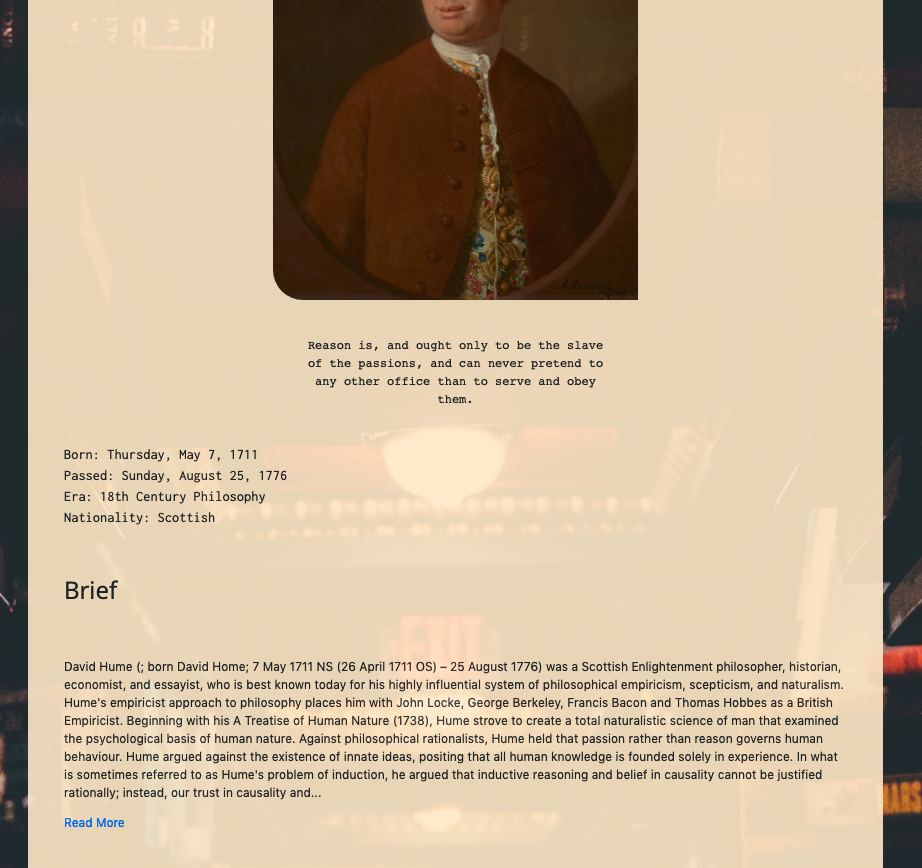 Reason is, and ought only to be the slave
of the passions, and can never pretend to
any other office than to serve and obey
them.
Born: Thursday, May 7, 1711
Passed: Sunday, August 25, 1776
Era: 18th Century Philosophy
Nationality: Scottish
Brief
EXIT
David Hume (; born David Home; 7 May 1711 NS (26 April 1711 OS) – 25 August 1776) was a Scottish Enlightenment philosopher, historian,
economist, and essayist, who is best known today for his highly influential system of philosophical empiricism, scepticism, and naturalism.
Hume's empiricist approach to philosophy places him with John Locke, George Berkeley, Francis Bacon and Thomas Hobbes as a British
Empiricist. Beginning with his A Treatise of Human Nature (1738), Hume strove to create a total naturalistic science of man that examined
the psychological basis of human nature. Against philosophical rationalists, Hume held that passion rather than reason governs human
behaviour. Hume argued against the existence of innate ideas, positing that all human knowledge is founded solely in experience. In what
is sometimes referred to as Hume's problem of induction, he argued that inductive reasoning and belief in causality cannot be justified
rationally; instead, our trust in causality and...
MARS
Read More